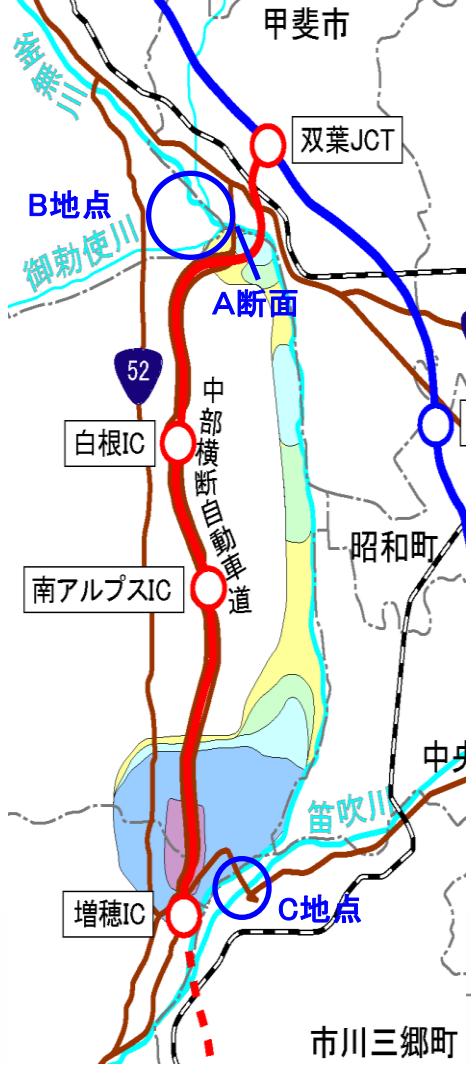 甲斐市
釜無川
双葉JCT
B地点
御勅使川
A断面
52
中部横断自動車道
白根IC
昭和町
南アルプスIC
中央
笛吹川
増穂IC
C地点
市川三郷町